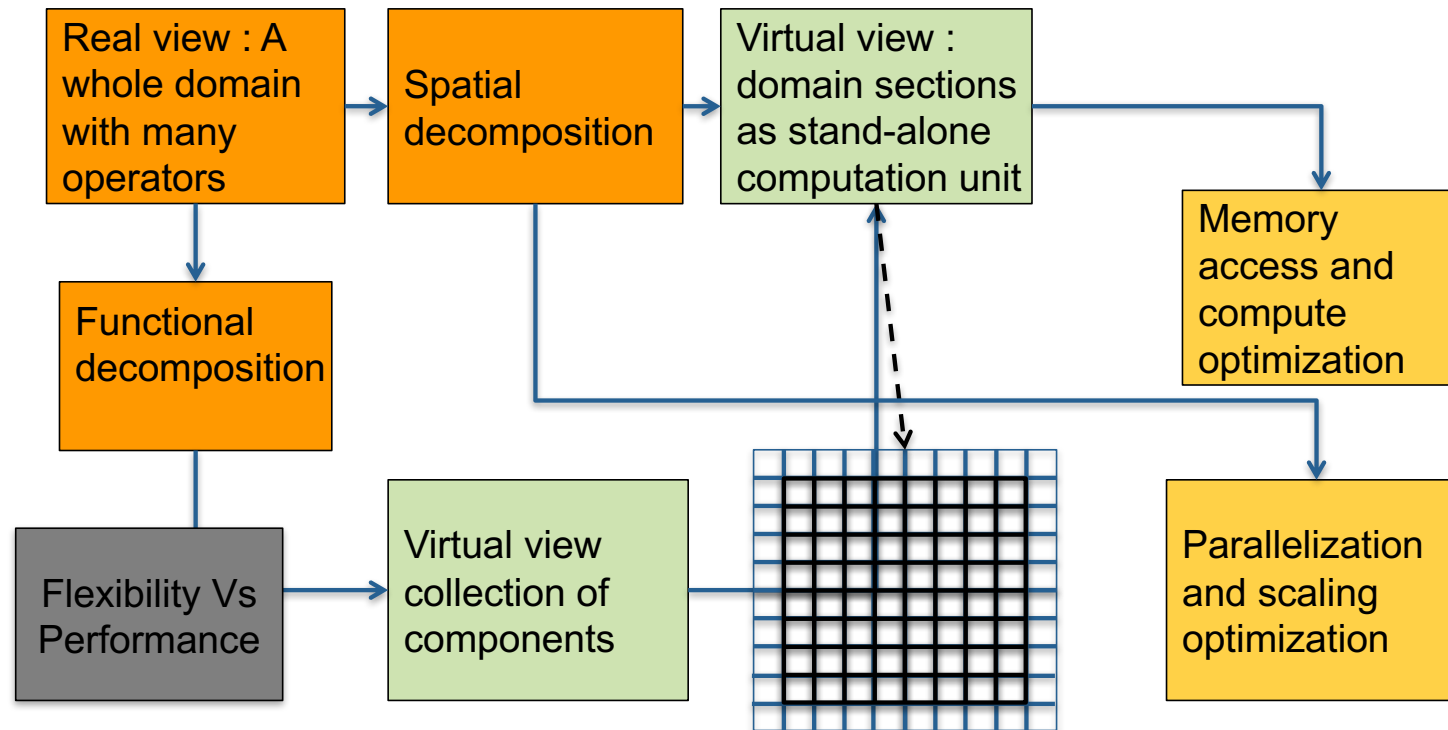 Real view : A
whole domain
with many
operators
Spatial
decomposition
Virtual view :
domain sections
as stand-alone
computation unit
Memory
access and
compute
optimization
Functional
decomposition
Flexibility Vs
Performance
Virtual view
collection of
components
Parallelization
and scaling
optimization